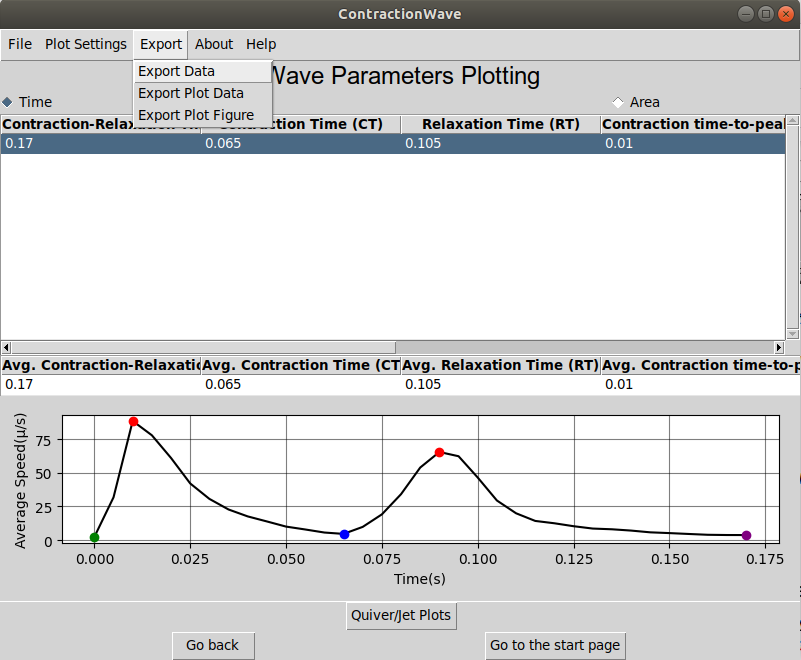 ContractionWave
File Plot Settings Export About Help
Export Data
Export Plot Data
Export Plot Figure
Wave Parameters Plotting
Time Area
Contraction-Relaxation Time (CT) Relaxation Time (RT) Contraction time-to-peak
0.17 0.065 0.105 0.01
Avg. Contraction-Relaxatio Avg. Contraction Time (CT Avg. Relaxation Time (RT) Avg. Contraction time-to-p
0.17 0.065 0.105 0.01
Average Speed(μ/s)
75
50
25
0
0.000 0.025 0.050 0.075 0.100 0.125 0.150 0.175
Time(s)
Quiver/Jet Plots
Go back Go to the start page